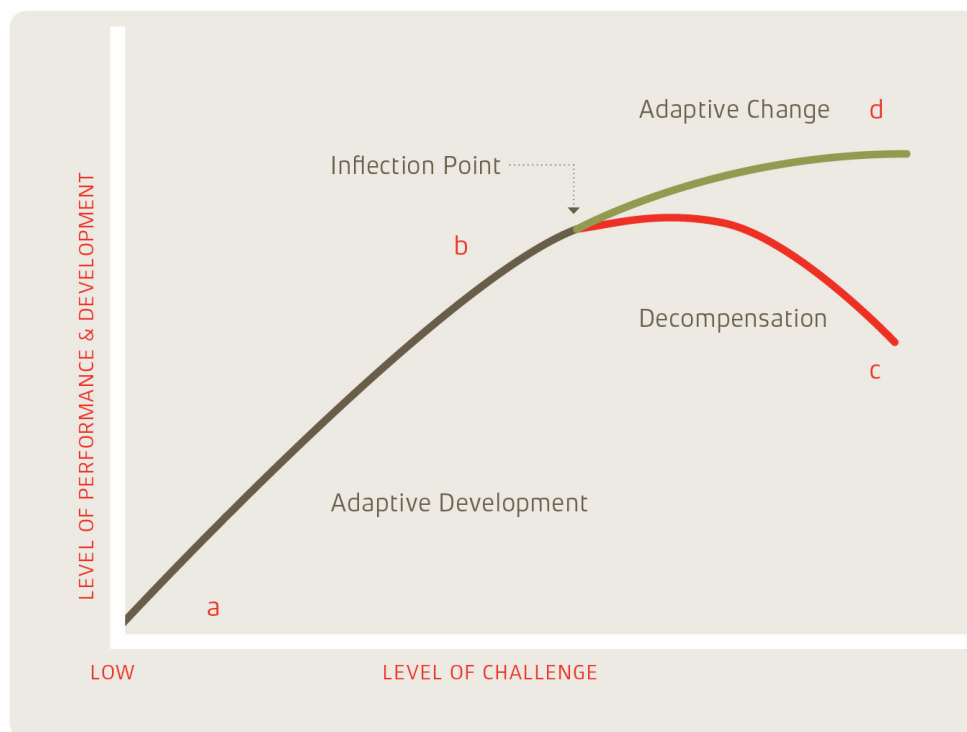 Adaptive Change d
Inflection Point
b
Decompensation
c
Adaptive Development
a
LEVEL OF PERFORMANCE & DEVELOPMENT
LOW
LEVEL OF CHALLENGE